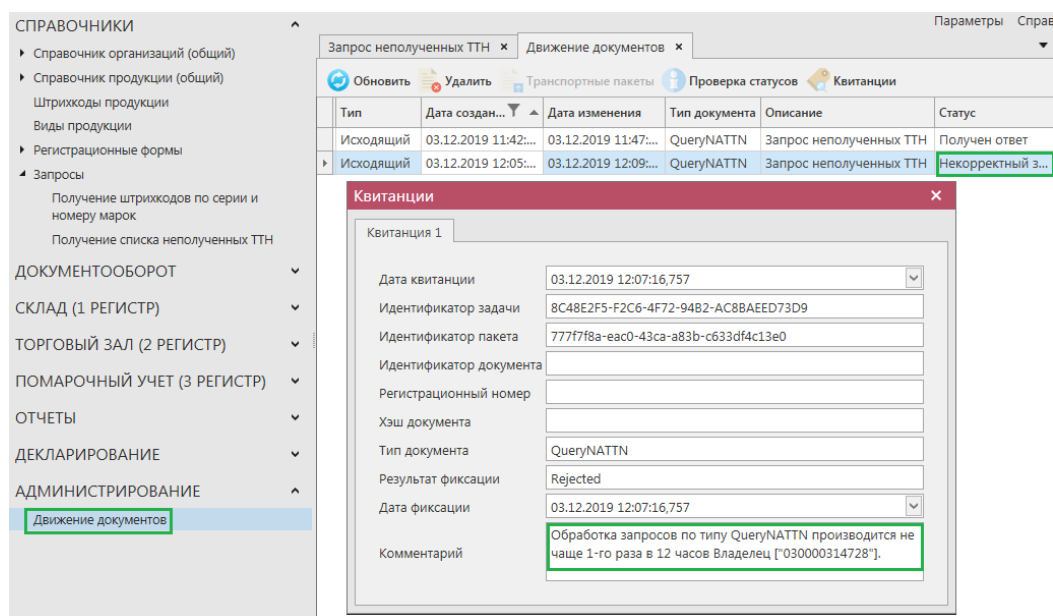 СПРАВОЧНИКИ
Справочник организаций (общий)
Справочник продукции (общий)
Штрихкоды продукции
Виды продукции
Регистрационные формы
Запросы
Получение штрихкодов по серии и
номеру марок
Получение списка неполученных ТТН
ДОКУМЕНТООБОРОТ
СКЛАД (1 РЕГИСТР)
ТОРГОВЫЙ ЗАЛ (2 РЕГИСТР)
ПОМАРОЧНЫЙ УЧЕТ (3 РЕГИСТР)
ОТЧЕТЫ
ДЕКЛАРИРОВАНИЕ
АДМИНИСТРИРОВАНИЕ
Движение документов
Параметры Справ
Запрос неполученных ТТН × Движение документов ×
Обновить Удалить Транспортные пакеты Проверка статусов Квитанции
Тип Дата создан... Дата изменения Тип документа Описание Статус
Исходящий 03.12.2019 11:42:... 03.12.2019 11:47:... QueryNATTN Запрос неполученных ТТН Получен ответ
Исходящий 03.12.2019 12:05:... 03.12.2019 12:09:... QueryNATTN Запрос неполученных ТТН Некорректный з...
Квитанции ×
Квитанция 1
Дата квитанции 03.12.2019 12:07:16,757
Идентификатор задачи 8C48E2F5-F2C6-4F72-94B2-AC8BAEED73D9
Идентификатор пакета 777f7f8a-eac0-43ca-a83b-c633df4c13e0
Идентификатор документа
Регистрационный номер
Хэш документа
Тип документа QueryNATTN
Результат фиксации Rejected
Дата фиксации 03.12.2019 12:07:16,757
Комментарий Обработка запросов по типу QueryNATTN производится не
чаще 1-го раза в 12 часов Владелец ["030000314728"].